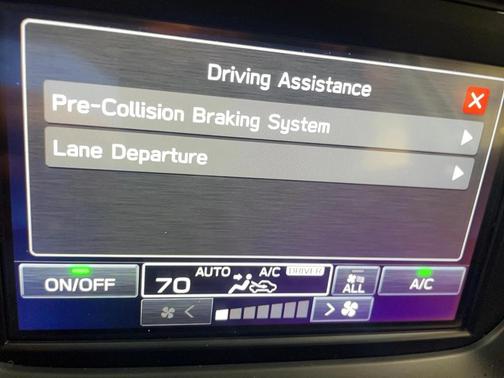 Driving Assistance
Pre-Collision Braking System
Lane Departure
ON/OFF
70 AUTO A/C DRIVER
ALL
A/C